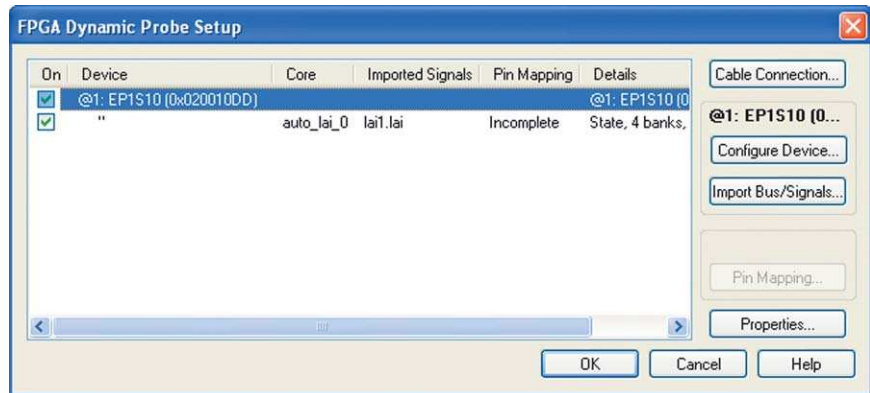 FPGA Dynamic Probe Setup
On Device Core Imported Signals Pin Mapping Details
@1: EP1S10 (0x020010DD) @1: EP1S10 (0
" auto_lai_0 lai1.lai Incomplete State, 4 banks,
Cable Connection...
@1: EP1S10 (0...
Configure Device...
Import Bus/Signals...
Pin Mapping...
Properties...
OK Cancel Help